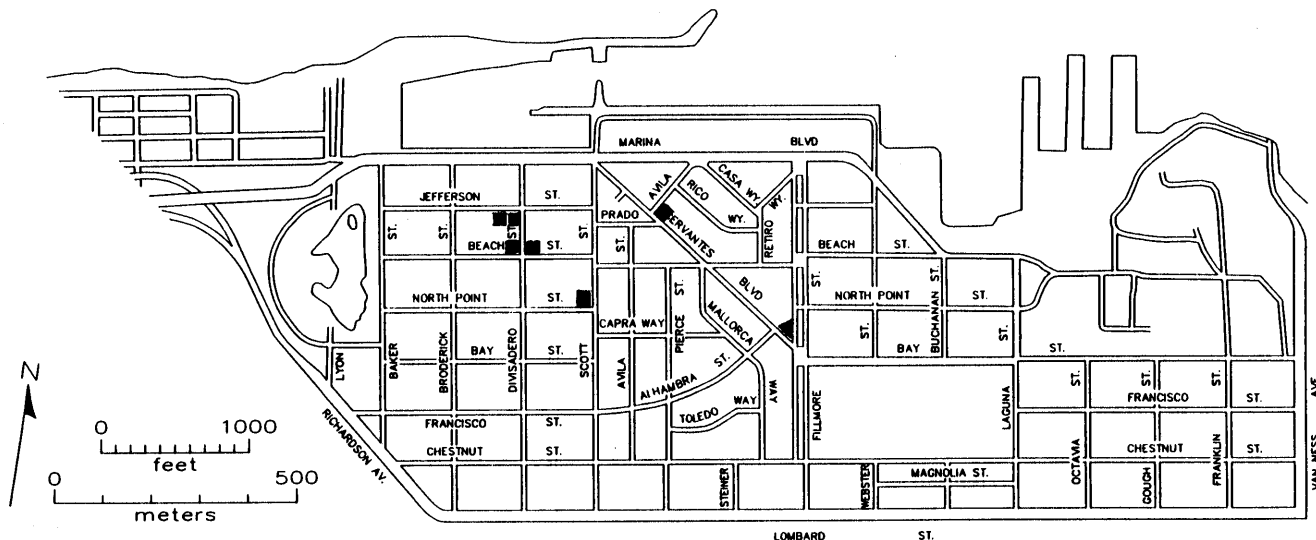 MARINA BLVD
JEFFERSON ST.
AVILA
RICO WY.
CASA WY.
RETIRO WY.
PRADO ST.
CERVANTES BLVD
BEACH ST.
BEACH ST.
NORTH POINT ST.
NORTH POINT ST.
CAPRA WAY
MALLORCA WAY
BAY ST.
BAY ST.
LYON
BAKER ST.
BRODERICK ST.
DIVISADERO ST.
SCOTT ST.
AVILA ST.
PIERCE ST.
ALHAMBRA ST.
TOLEDO WAY
FILLMORE ST.
WEBSTER ST.
BUCHANAN ST.
LAGUNA ST.
OCTAVIA ST.
GOUGH ST.
FRANKLIN ST.
VAN NESS AVE
FRANCISCO ST.
FRANCISCO ST.
CHESTNUT ST.
CHESTNUT ST.
MAGNOLIA ST.
STEINER
RICHARDSON AV.
LOMBARD ST.
N
0 1000
feet
0 500
meters